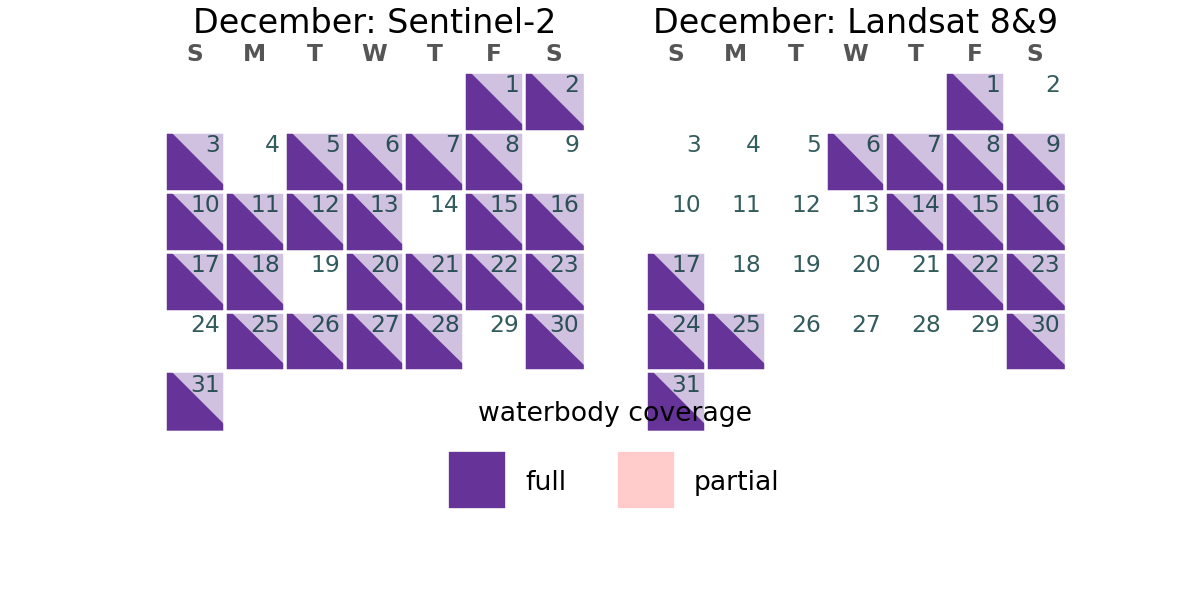 December: Sentinel-2
S M T W T F S
1 2
3 4 5 6 7 8 9
10 11 12 13 14 15 16
17 18 19 20 21 22 23
24 25 26 27 28 29 30
31
December: Landsat 8&9
S M T W T F S
1 2
3 4 5 6 7 8 9
10 11 12 13 14 15 16
17 18 19 20 21 22 23
24 25 26 27 28 29 30
31
waterbody coverage
full partial